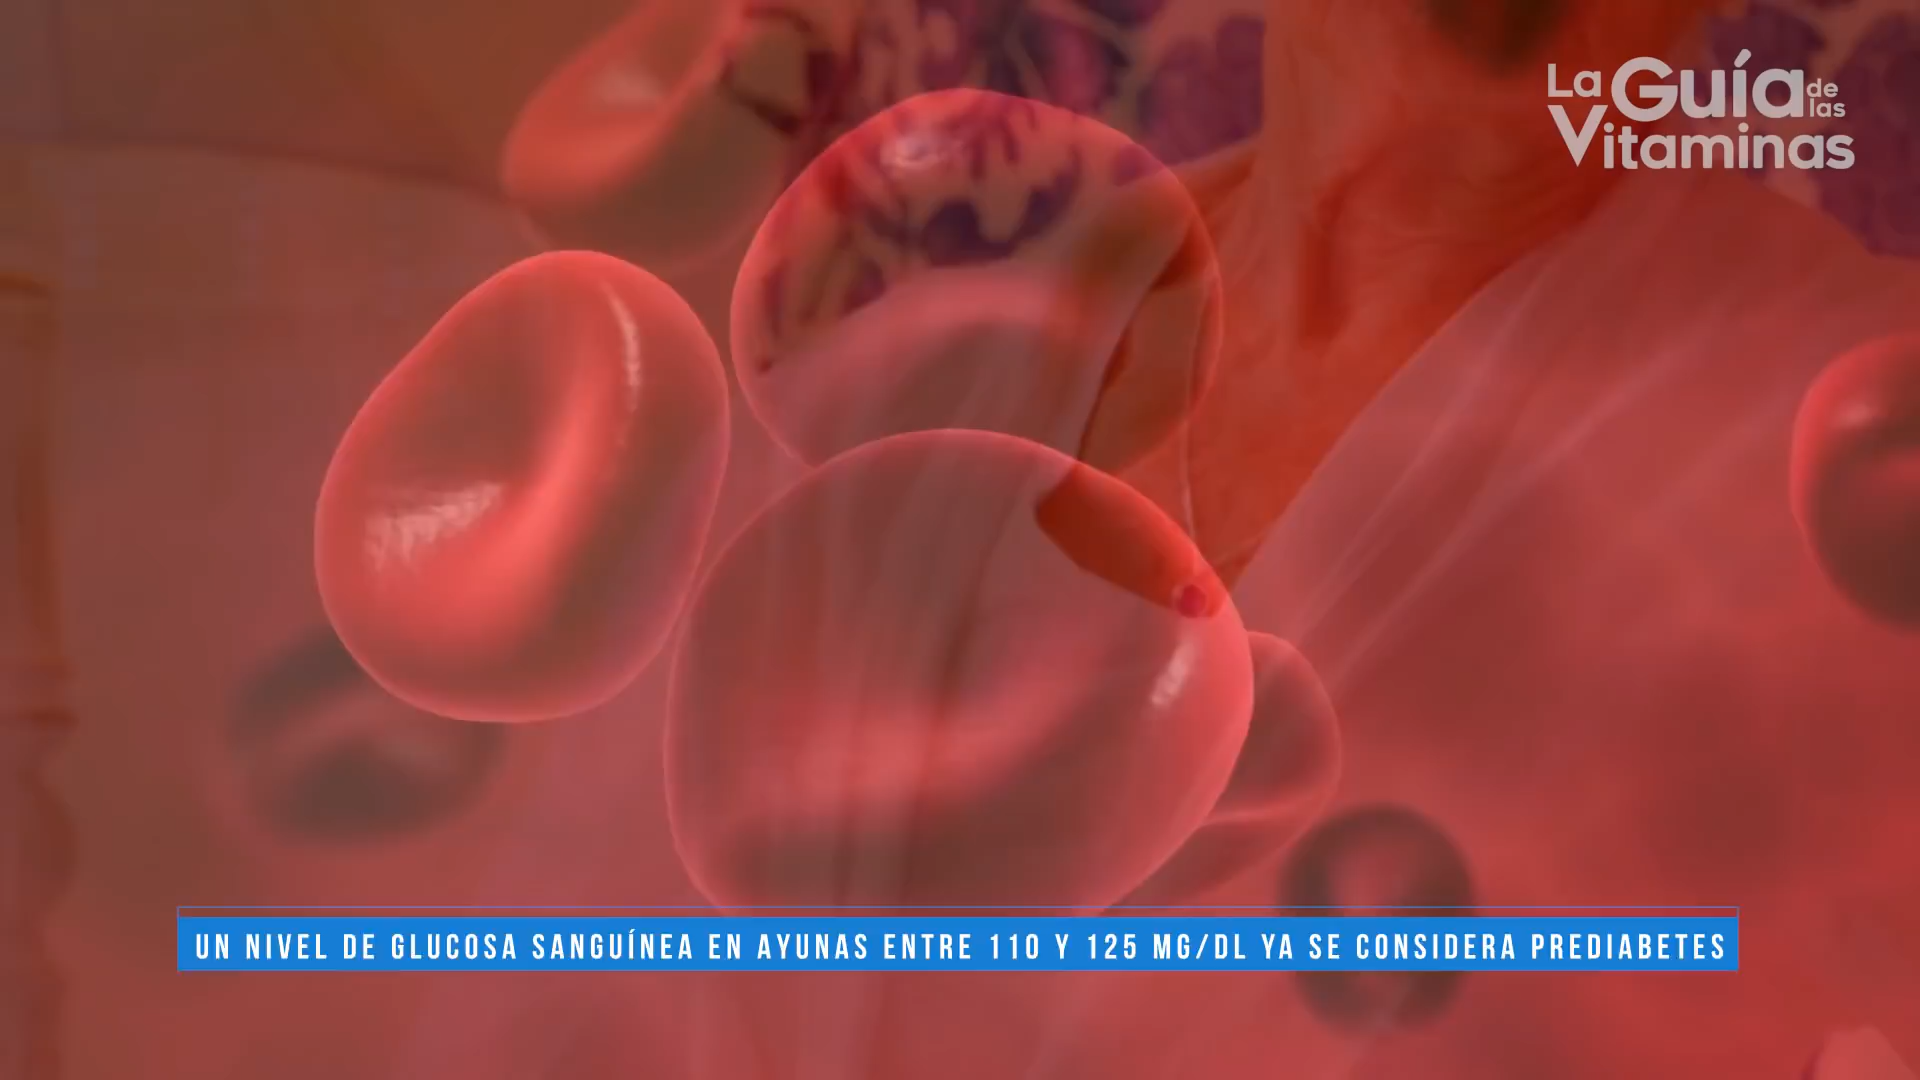 La Guía de las Vitaminas
UN NIVEL DE GLUCOSA SANGUÍNEA EN AYUNAS ENTRE 110 Y 125 MG/DL YA SE CONSIDERA PREDIABETES